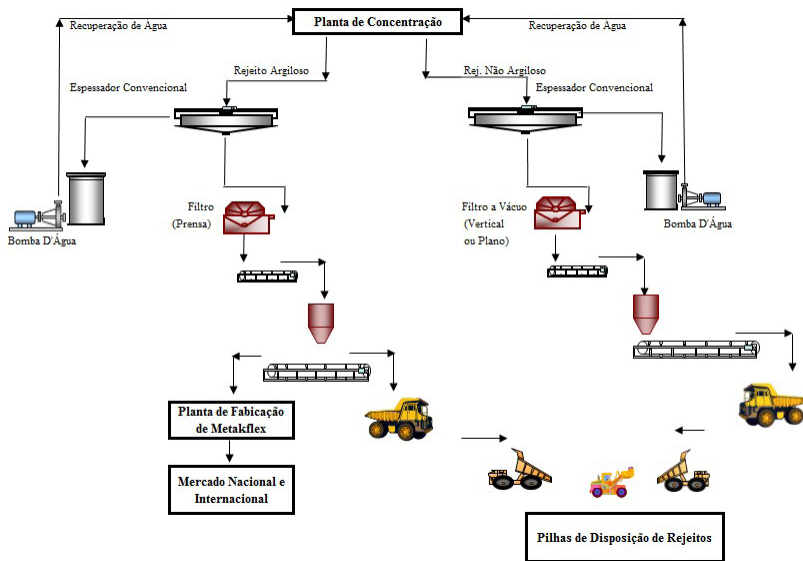 Recuperação de Água
Planta de Concentração
Recuperação de Água
Rejeito Argiloso
Rej. Não Argiloso
Espessador Convencional
Espessador Convencional
Filtro
(Prensa)
Filtro a Vácuo
(Vertical
ou Plano)
Bomba D'Água
Bomba D'Água
Planta de Fabicação
de Metakflex
Mercado Nacional e
Internacional
Pilhas de Disposição de Rejeitos